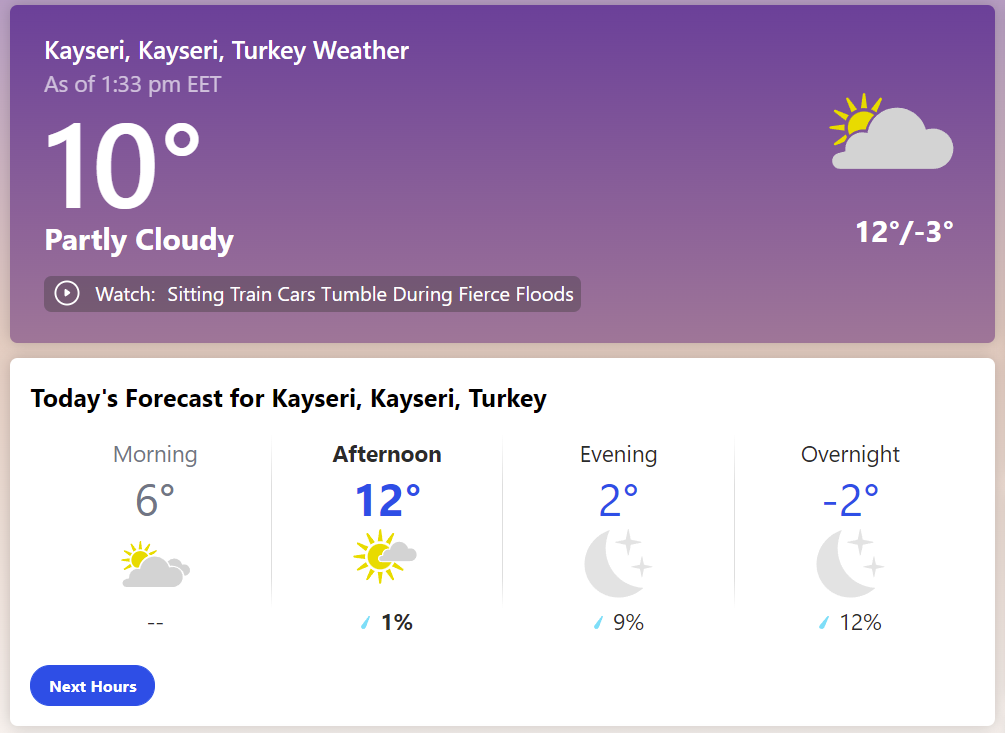 Kayseri, Kayseri, Turkey Weather
As of 1:33 pm EET
10°
Partly Cloudy
12°/-3°
Watch: Sitting Train Cars Tumble During Fierce Floods
Today's Forecast for Kayseri, Kayseri, Turkey
Morning Afternoon Evening Overnight
6° 12° 2° -2°
-- 1% 9% 12%
Next Hours